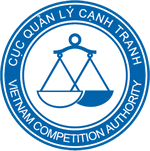 CỤC QUẢN LÝ CẠNH TRANH
VIETNAM COMPETITION AUTHORITY